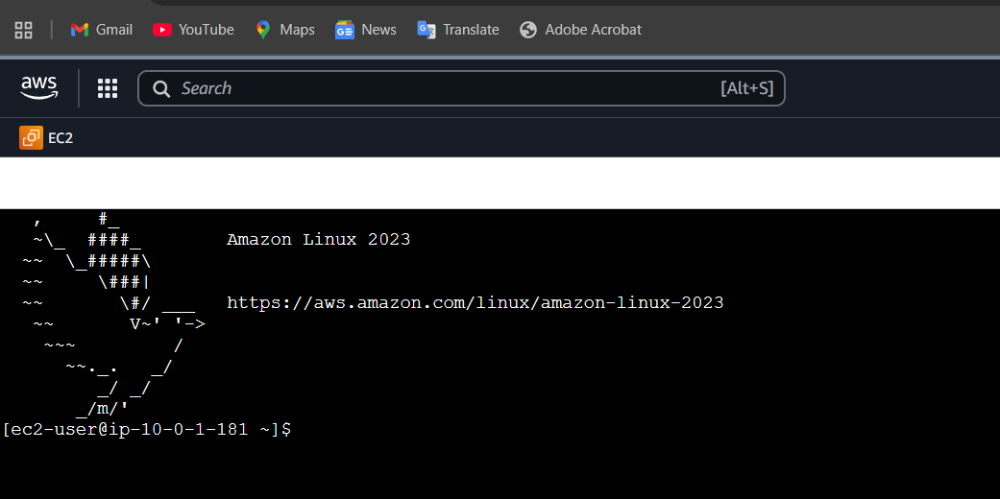 Gmail YouTube Maps News Translate Adobe Acrobat
aws Search [Alt+S]
EC2
   ,     #_
   ~\_  ####_        Amazon Linux 2023
  ~~  \_#####\
  ~~     \###|
  ~~       \#/ ___   https://aws.amazon.com/linux/amazon-linux-2023
   ~~       V~' '->
    ~~~         /
      ~~._.   _/
         _/ _/
       _/m/'
[ec2-user@ip-10-0-1-181 ~]$